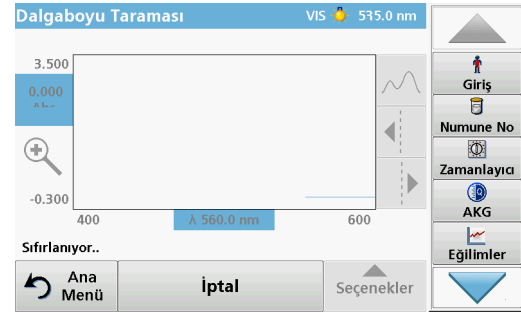 Dalgaboyu Taraması VIS 535.0 nm
3.500
0.000
Abs
-0.300
400 λ 560.0 nm 600
Sıfırlanıyor..
Ana Menü
İptal
Seçenekler
Giriş
Numune No
Zamanlayıcı
AKG
Eğilimler